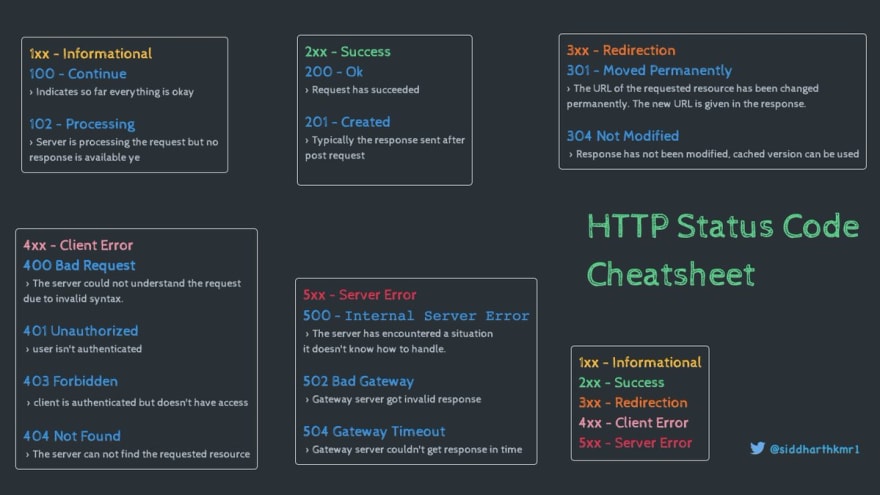 1xx - Informational
100 - Continue
› Indicates so far everything is okay
102 - Processing
› Server is processing the request but no
response is available ye
2xx - Success
200 - Ok
› Request has succeeded
201 - Created
› Typically the response sent after
post request
3xx - Redirection
301 - Moved Permanently
› The URL of the requested resource has been changed
permanently. The new URL is given in the response.
304 Not Modified
› Response has not been modified, cached version can be used
4xx - Client Error
400 Bad Request
› The server could not understand the request
due to invalid syntax.
401 Unauthorized
› user isn't authenticated
403 Forbidden
› client is authenticated but doesn't have access
404 Not Found
› The server can not find the requested resource
5xx - Server Error
500 - Internal Server Error
› The server has encountered a situation
it doesn't know how to handle.
502 Bad Gateway
› Gateway server got invalid response
504 Gateway Timeout
› Gateway server couldn't get response in time
HTTP Status Code
Cheatsheet
1xx - Informational
2xx - Success
3xx - Redirection
4xx - Client Error
5xx - Server Error
@siddharthkmr1